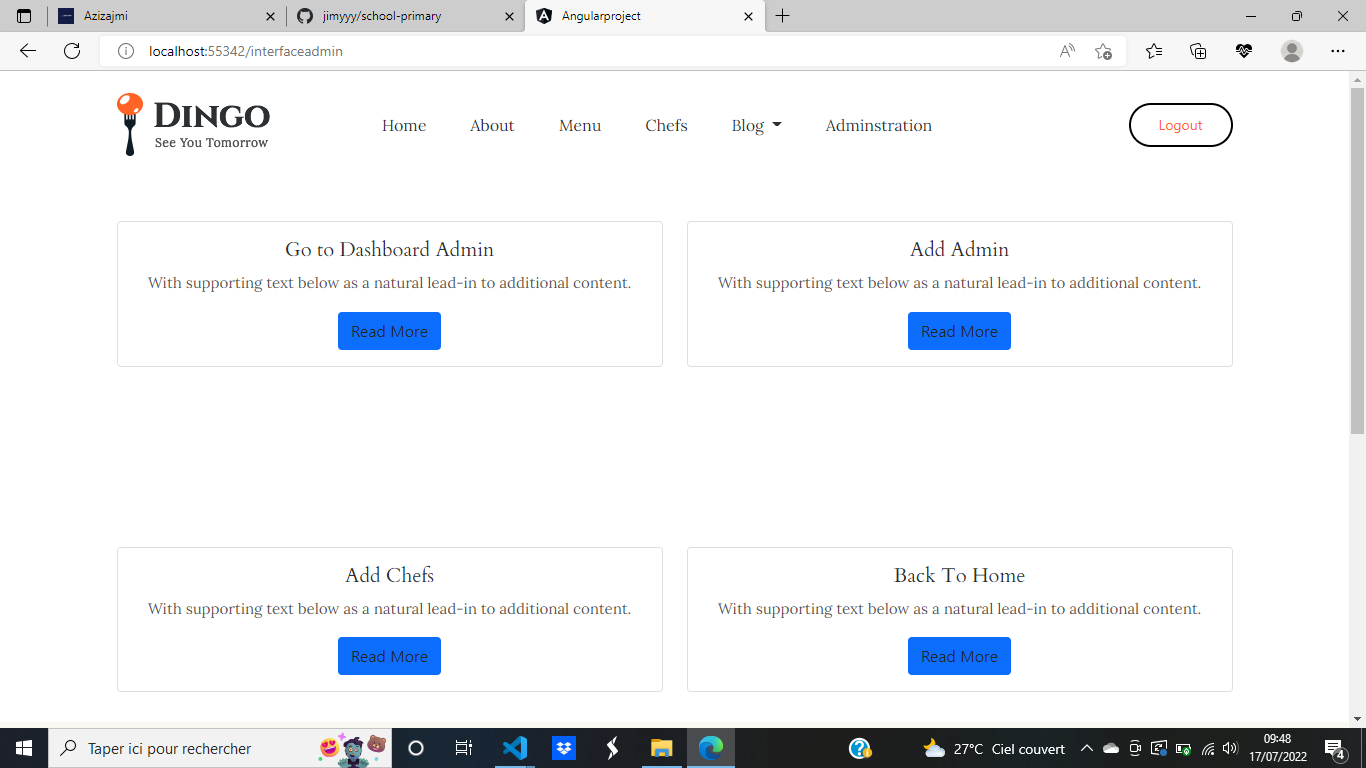 Azizajmi
jimyyy/school-primary
Angularproject
localhost:55342/interfaceadmin
DINGO
See You Tomorrow
Home
About
Menu
Chefs
Blog
Adminstration
Logout
Go to Dashboard Admin
With supporting text below as a natural lead-in to additional content.
Read More
Add Admin
With supporting text below as a natural lead-in to additional content.
Read More
Add Chefs
With supporting text below as a natural lead-in to additional content.
Read More
Back To Home
With supporting text below as a natural lead-in to additional content.
Read More
Taper ici pour rechercher
27°C Ciel couvert
09:48
17/07/2022
4